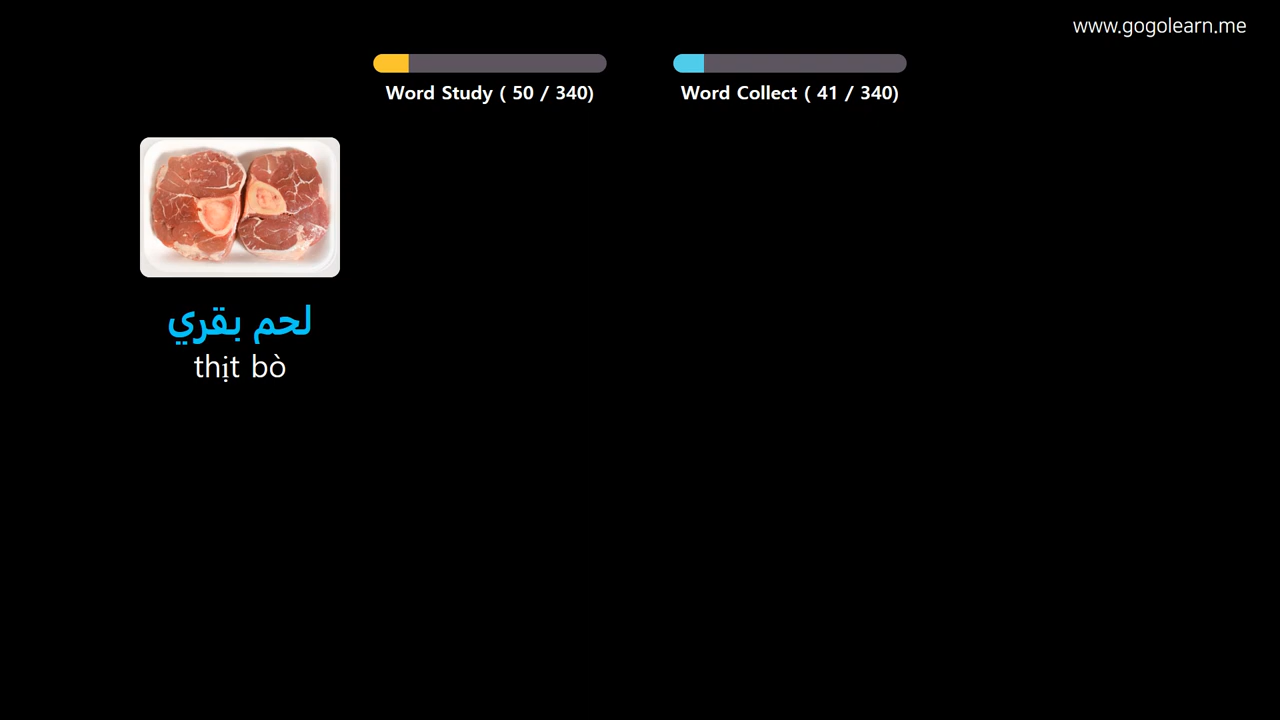 www.gogolearn.me
Word Study ( 50 / 340)
Word Collect ( 41 / 340)
لحم بقري
thịt bò